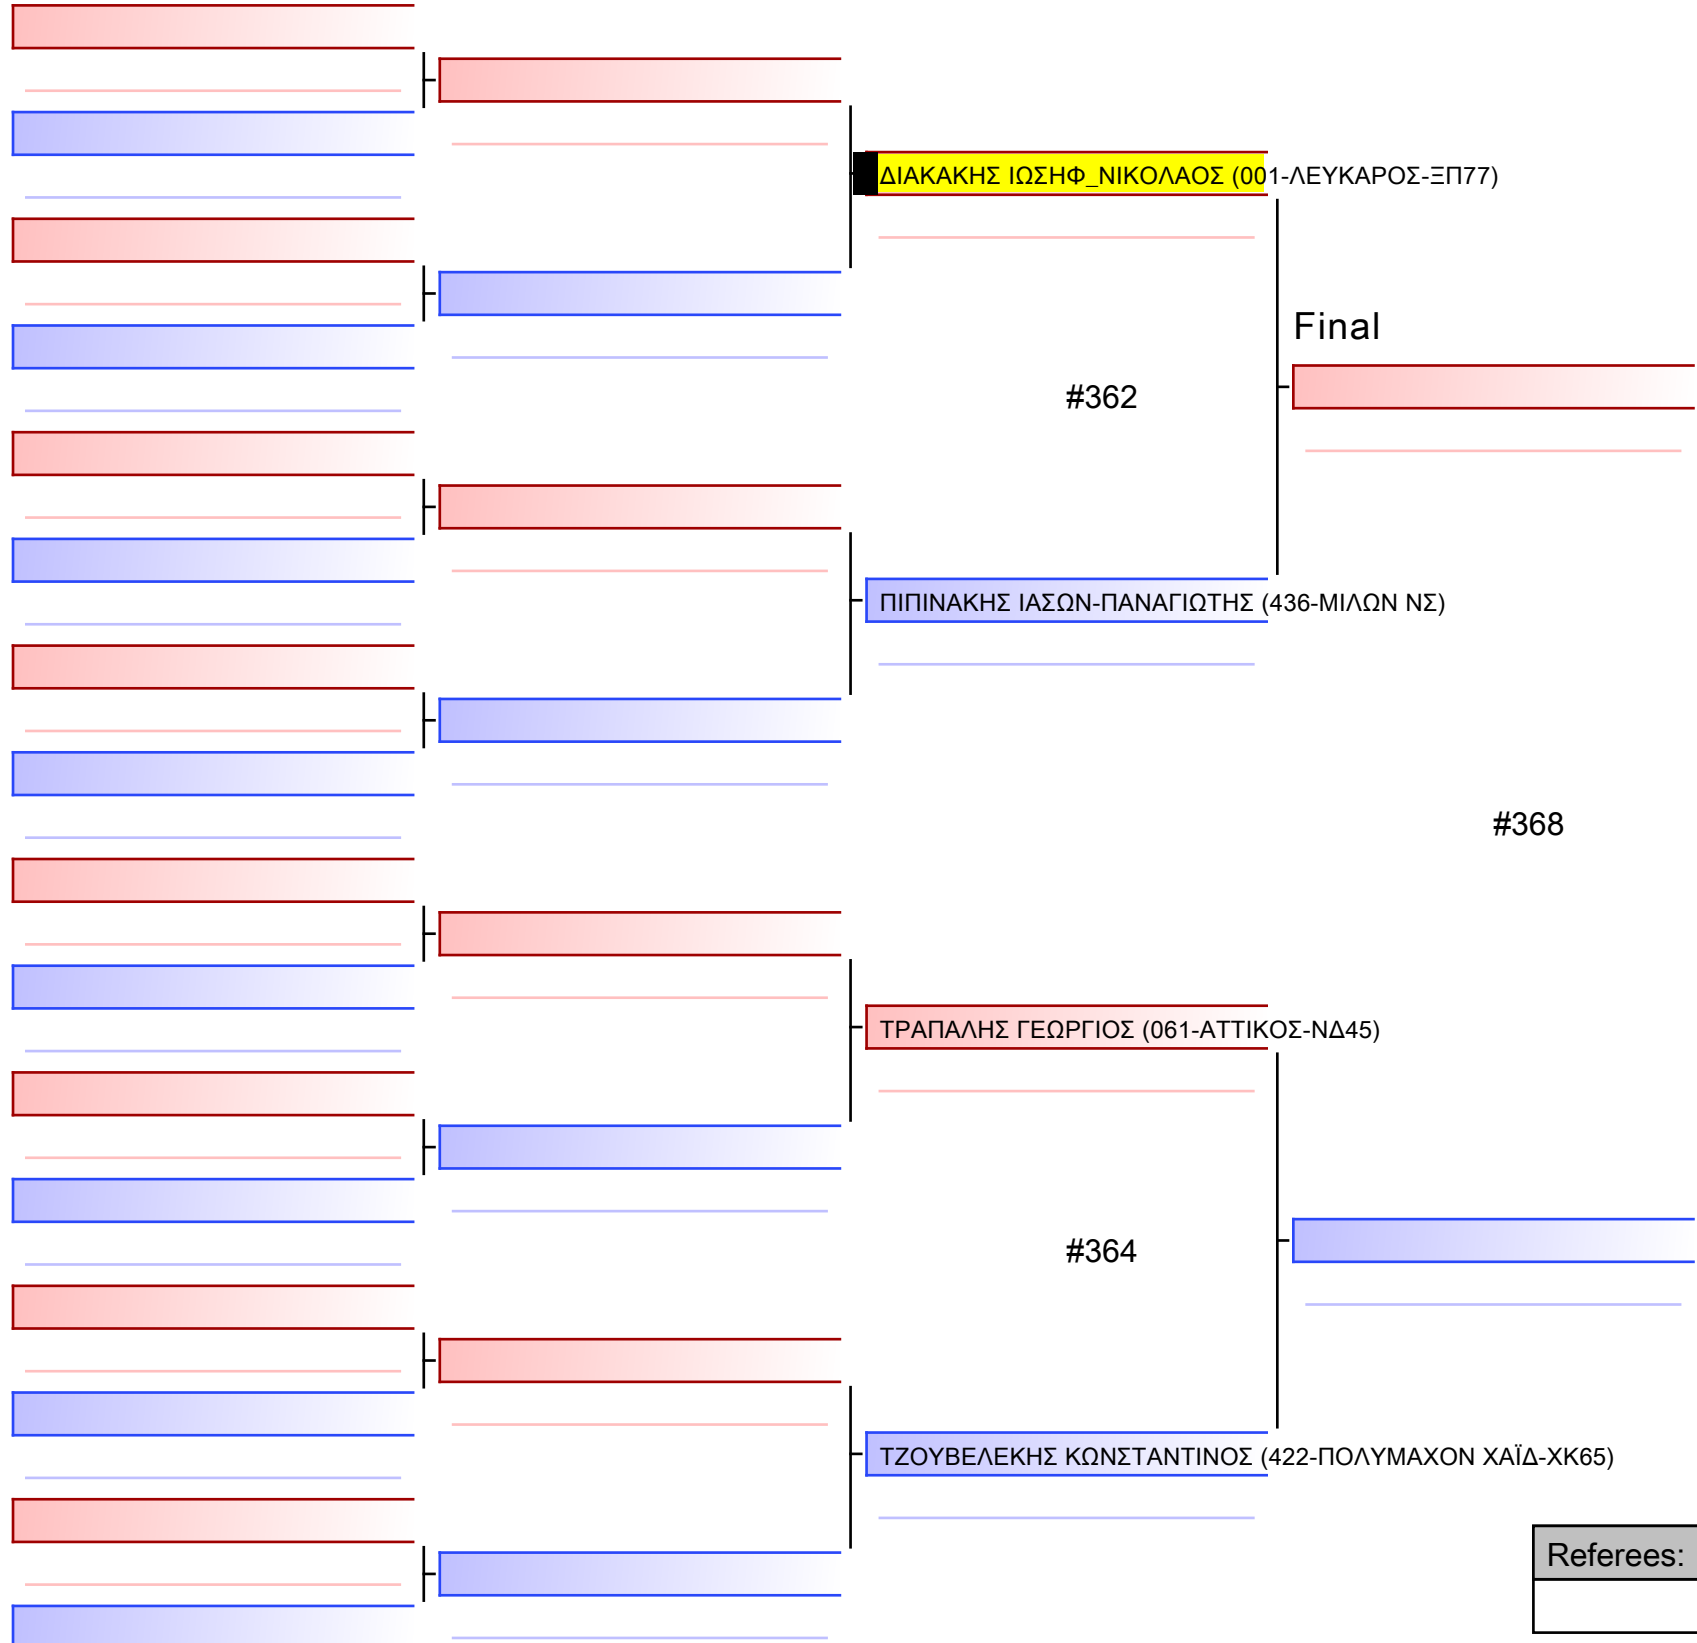 ΔΙΑΚΑΚΗΣ ΙΩΣΗΦ_ΝΙΚΟΛΑΟΣ (001-ΛΕΥΚΑΡΟΣ-ΞΠ77)
Final
#362
ΠΙΠΙΝΑΚΗΣ ΙΑΣΩΝ-ΠΑΝΑΓΙΩΤΗΣ (436-ΜΙΛΩΝ ΝΣ)
#368
ΤΡΑΠΑΛΗΣ ΓΕΩΡΓΙΟΣ (061-ΑΤΤΙΚΟΣ-ΝΔ45)
#364
ΤΖΟΥΒΕΛΕΚΗΣ ΚΩΝΣΤΑΝΤΙΝΟΣ (422-ΠΟΛΥΜΑΧΟΝ ΧΑΪΔ-ΧΚ65)
Referees: